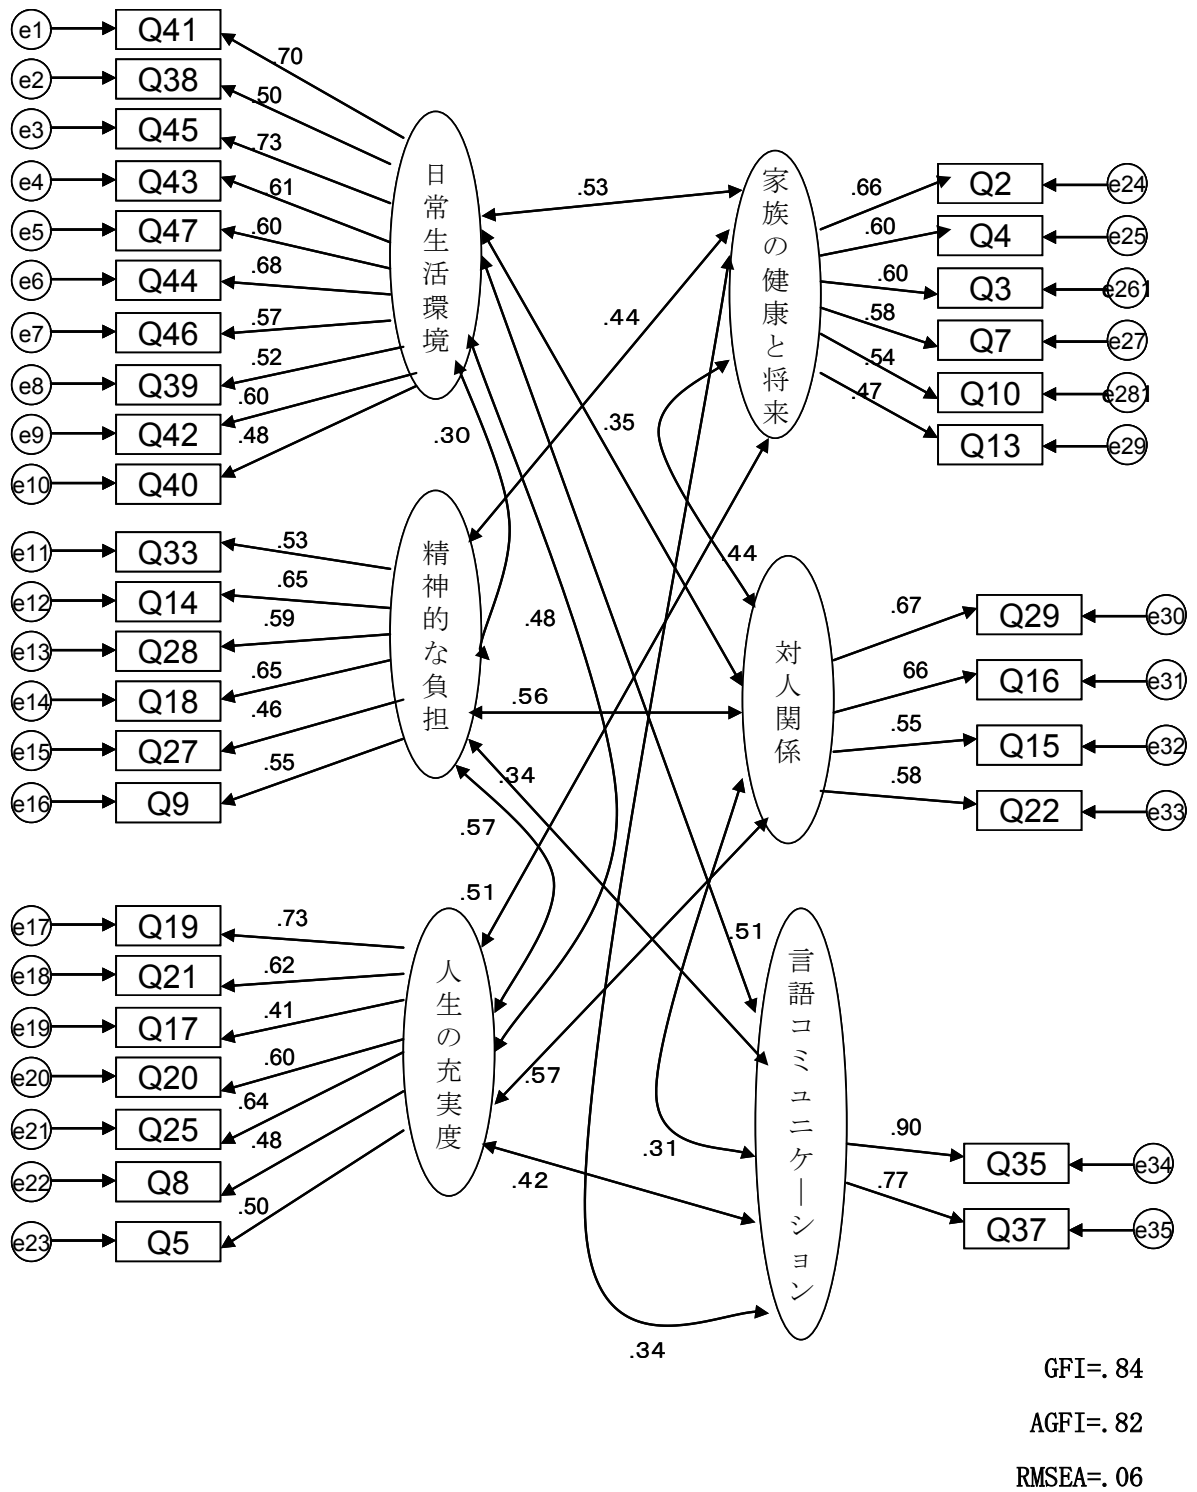 e1 Q41 .70
e2 Q38 .50
e3 Q45 .73
e4 Q43 .61
e5 Q47 .60
e6 Q44 .68
e7 Q46 .57
e8 Q39 .52
e9 Q42 .60
e10 Q40 .48
日常生活環境
.53
.44
.35
.30
家族の健康と将来
.66 Q2 e24
.60 Q4 e25
.60 Q3 e261
.58 Q7 e27
.54 Q10 e281
.47 Q13 e29
e11 Q33 .53
e12 Q14 .65
e13 Q28 .59
e14 Q18 .65
e15 Q27 .46
e16 Q9 .55
精神的な負担
.44
.48
.56
.34
.57
.51
対人関係
.67 Q29 e30
66 Q16 e31
.55 Q15 e32
.58 Q22 e33
e17 Q19 .73
e18 Q21 .62
e19 Q17 .41
e20 Q20 .60
e21 Q25 .64
e22 Q8 .48
e23 Q5 .50
人生の充実度
.51
.57
.31
.42
.34
言語コミュニケーション
.90 Q35 e34
.77 Q37 e35
GFI=.84
AGFI=.82
RMSEA=.06